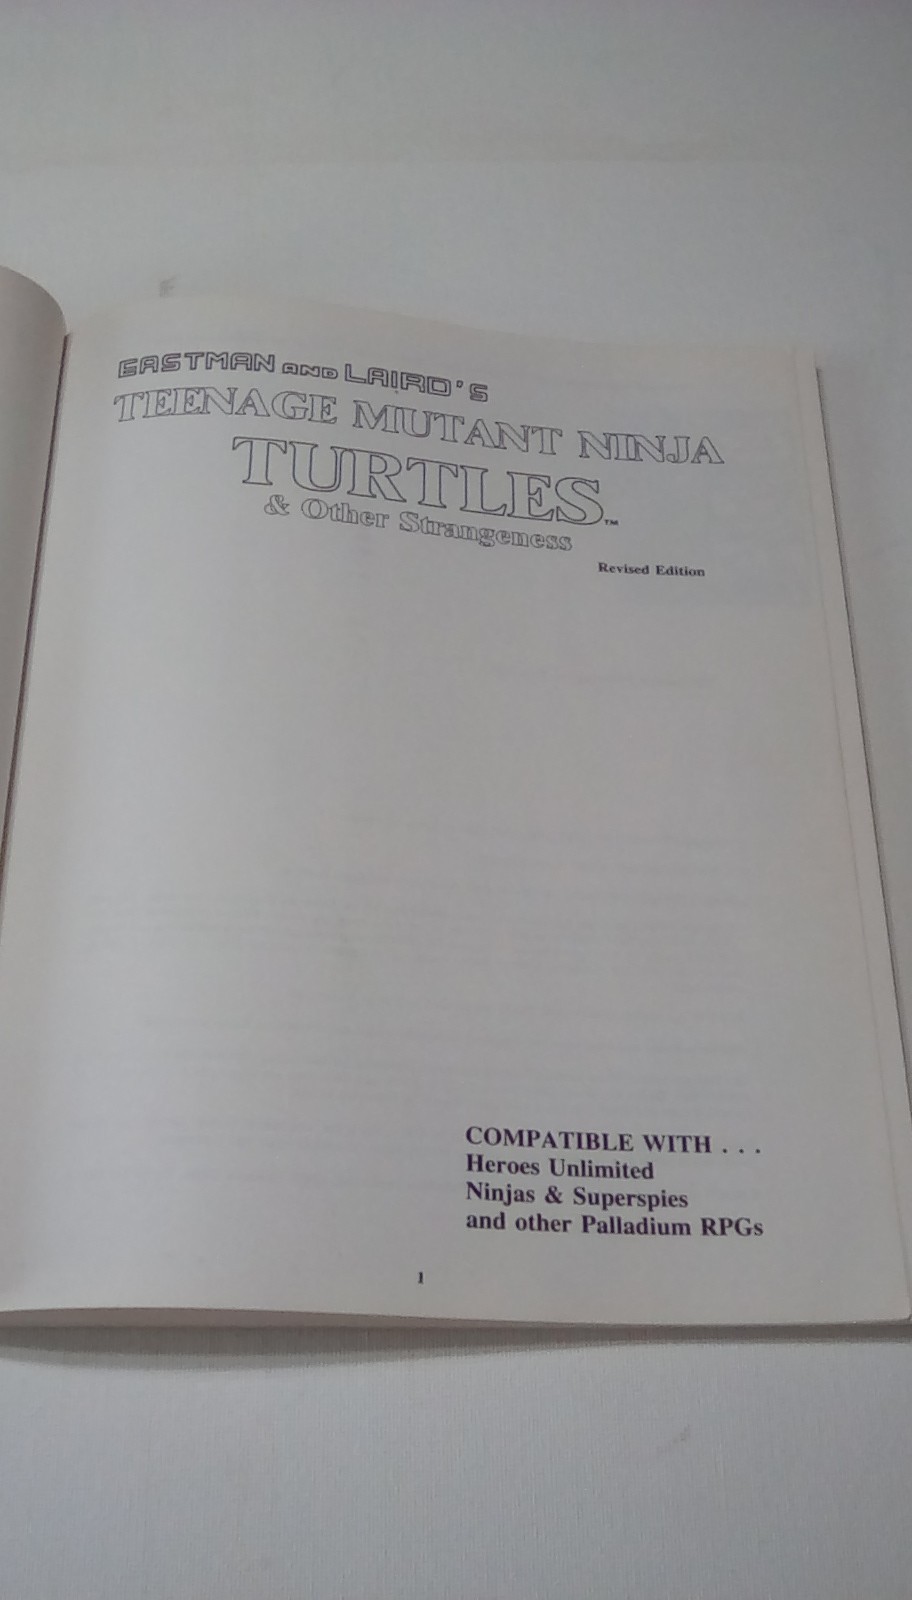 EASTMAN AND LAIRD'S
TEENAGE MUTANT NINJA
TURTLES™
& Other Strangeness
Revised Edition
COMPATIBLE WITH . . .
Heroes Unlimited
Ninjas & Superspies
and other Palladium RPGs
1